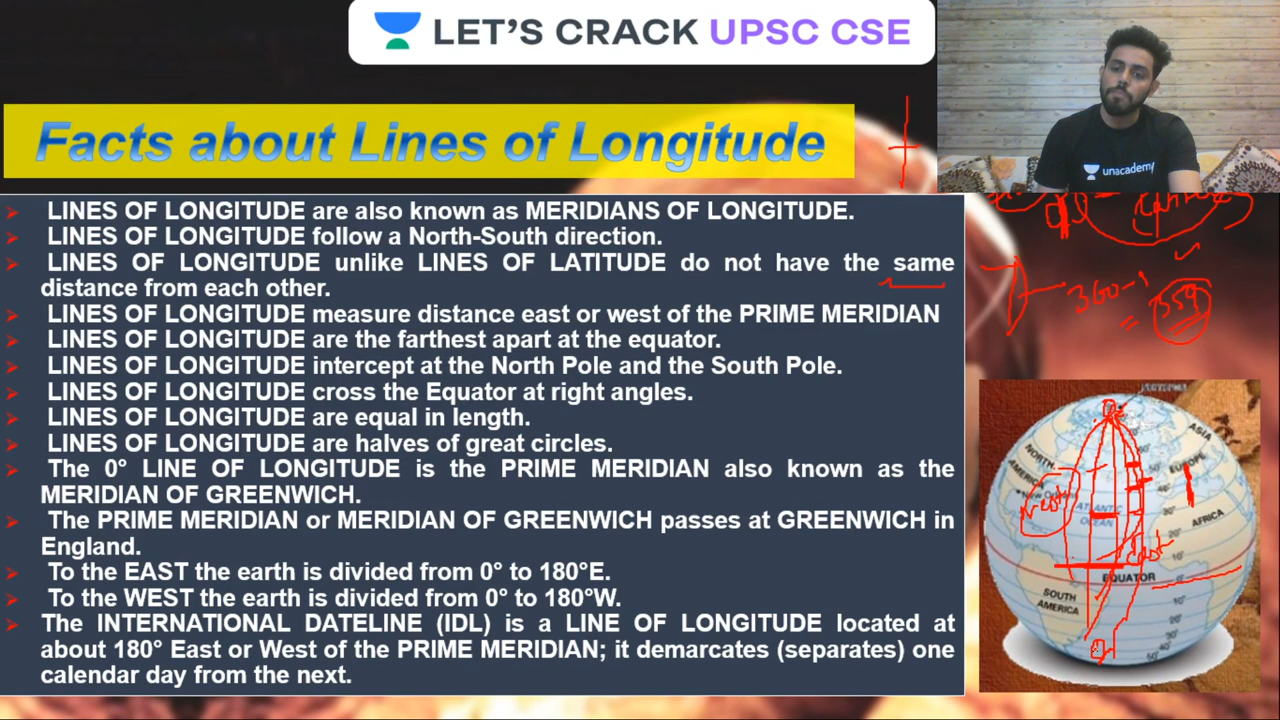 LET'S CRACK UPSC CSE
unacademy
Facts about Lines of Longitude
LINES OF LONGITUDE are also known as MERIDIANS OF LONGITUDE.
LINES OF LONGITUDE follow a North-South direction.
LINES OF LONGITUDE unlike LINES OF LATITUDE do not have the same
distance from each other.
LINES OF LONGITUDE measure distance east or west of the PRIME MERIDIAN
LINES OF LONGITUDE are the farthest apart at the equator.
LINES OF LONGITUDE intercept at the North Pole and the South Pole.
LINES OF LONGITUDE cross the Equator at right angles.
LINES OF LONGITUDE are equal in length.
LINES OF LONGITUDE are halves of great circles.
The 0° LINE OF LONGITUDE is the PRIME MERIDIAN also known as the
MERIDIAN OF GREENWICH.
The PRIME MERIDIAN or MERIDIAN OF GREENWICH passes at GREENWICH in
England.
To the EAST the earth is divided from 0° to 180°E.
To the WEST the earth is divided from 0° to 180°W.
The INTERNATIONAL DATELINE (IDL) is a LINE OF LONGITUDE located at
about 180° East or West of the PRIME MERIDIAN; it demarcates (separates) one
calendar day from the next.
360-1
= 359
ASIA
NORTH
AMERICA
EUROPE
New Orleans
west
ATLANTIC
OCEAN
AFRICA
East
EQUATOR
SOUTH
AMERICA